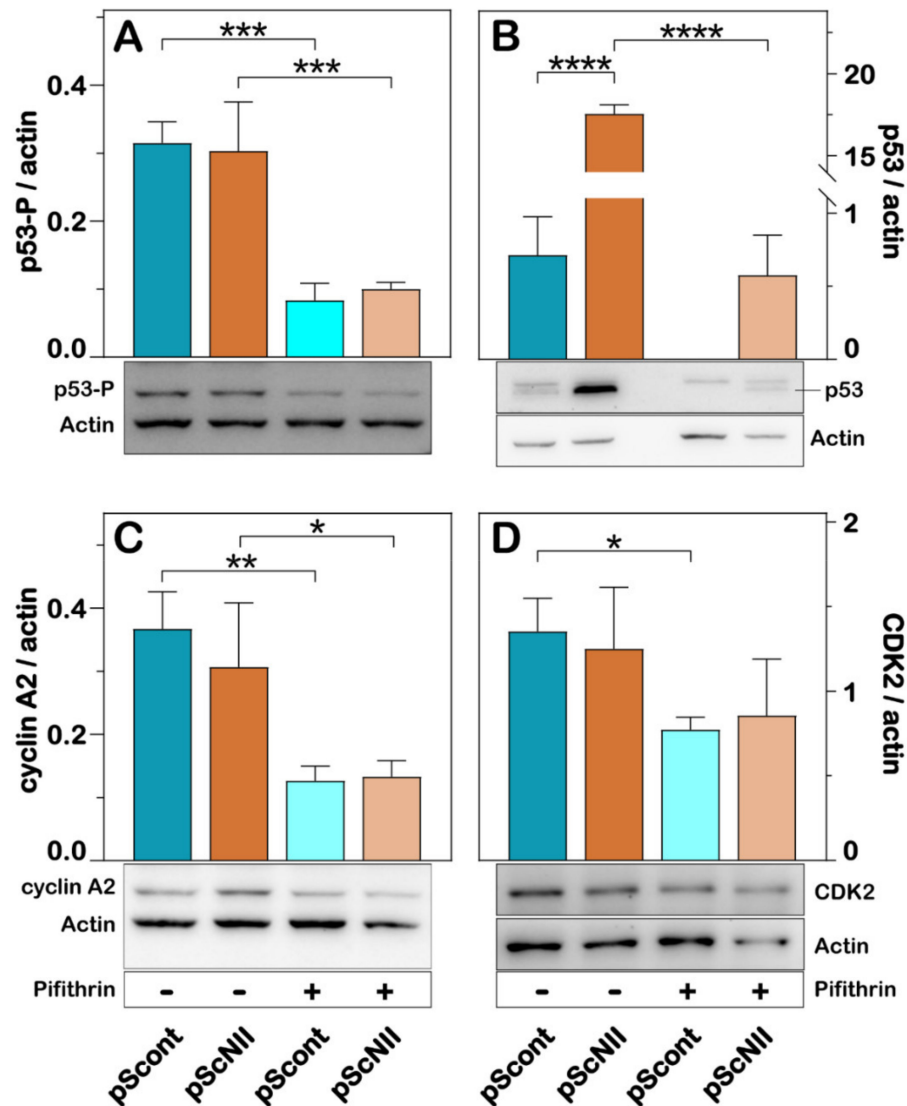 A
***
***
0.4
0.2
0.0
p53-P / actin
p53-P
Actin
B
****
****
20
15
1
0
p53 / actin
p53
Actin
C
*
**
0.4
0.2
0.0
cyclin A2 / actin
cyclin A2
Actin
Pifithrin - - + +
pScont pScNII pScont pScNII
D
*
2
1
0
CDK2 / actin
CDK2
Actin
- - + + Pifithrin
pScont pScNII pScont pScNII